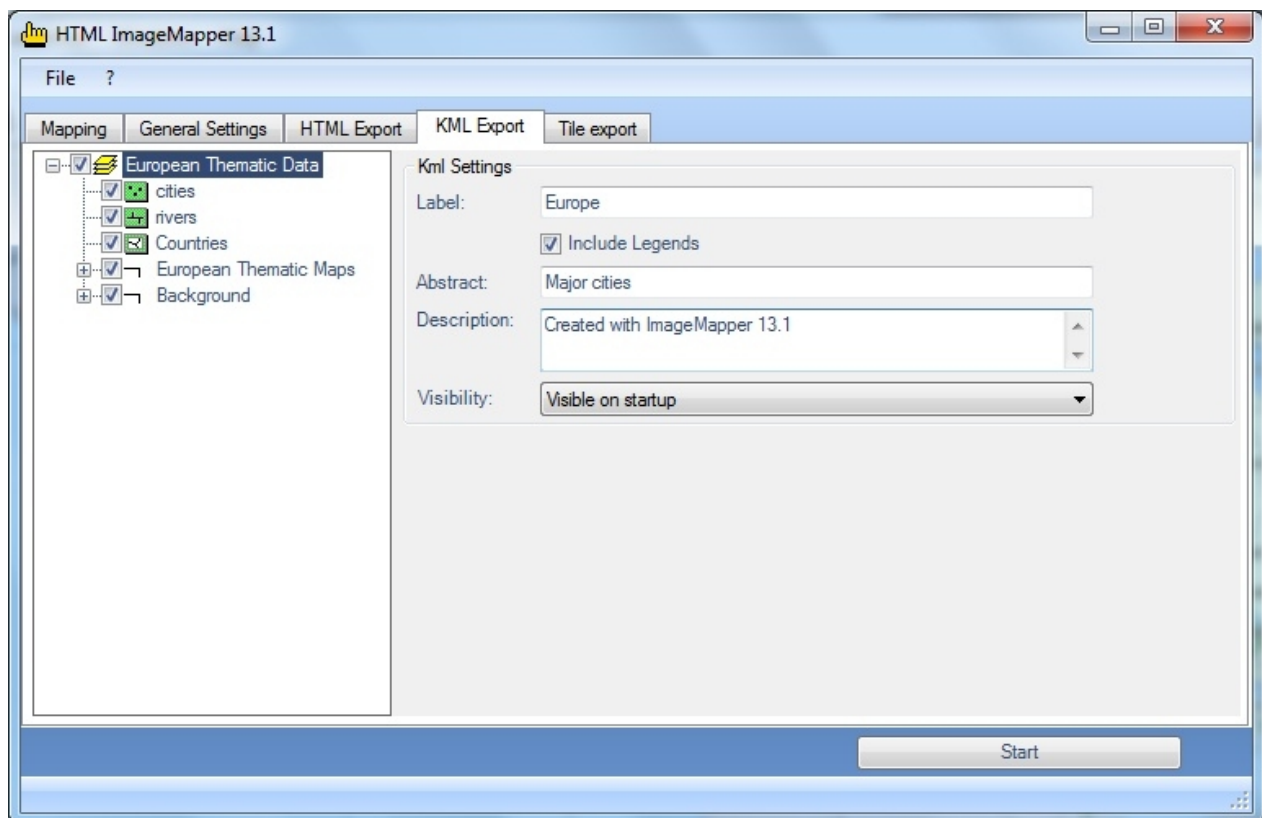 HTML ImageMapper 13.1
File ?
Mapping General Settings HTML Export KML Export Tile export
European Thematic Data
cities
rivers
Countries
European Thematic Maps
Background
Kml Settings
Label: Europe
Include Legends
Abstract: Major cities
Description: Created with ImageMapper 13.1
Visibility: Visible on startup
Start